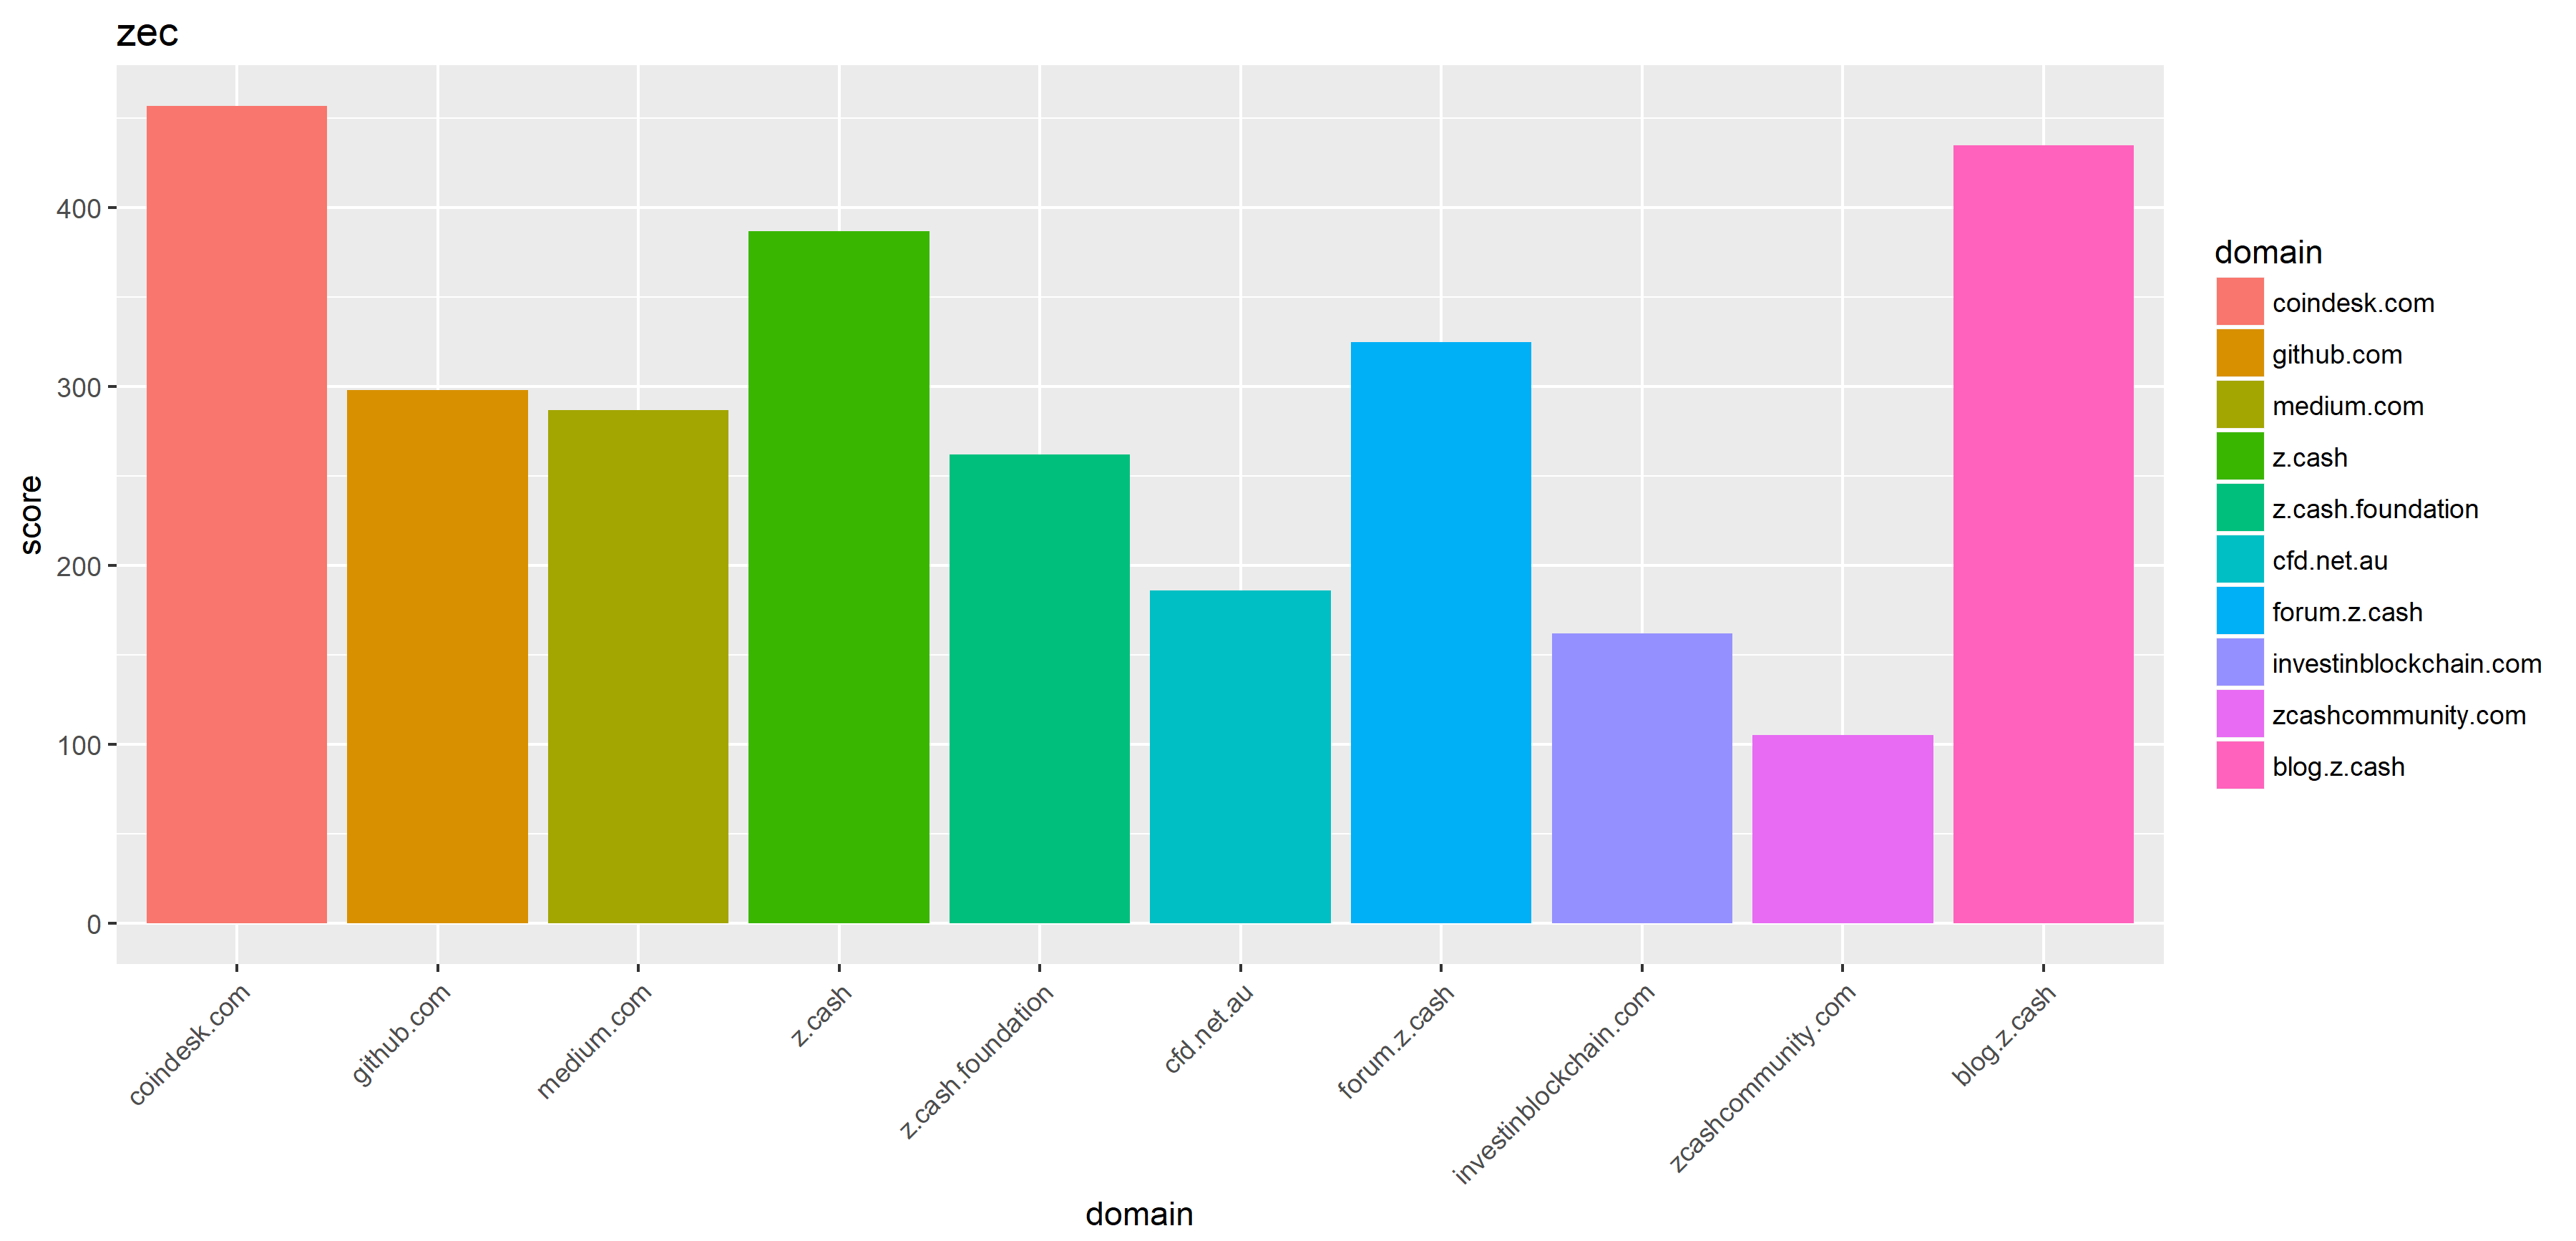 zec
score
400
300
200
100
0
coindesk.com
github.com
medium.com
z.cash
z.cash.foundation
cfd.net.au
forum.z.cash
investinblockchain.com
zcashcommunity.com
blog.z.cash
domain
domain
coindesk.com
github.com
medium.com
z.cash
z.cash.foundation
cfd.net.au
forum.z.cash
investinblockchain.com
zcashcommunity.com
blog.z.cash